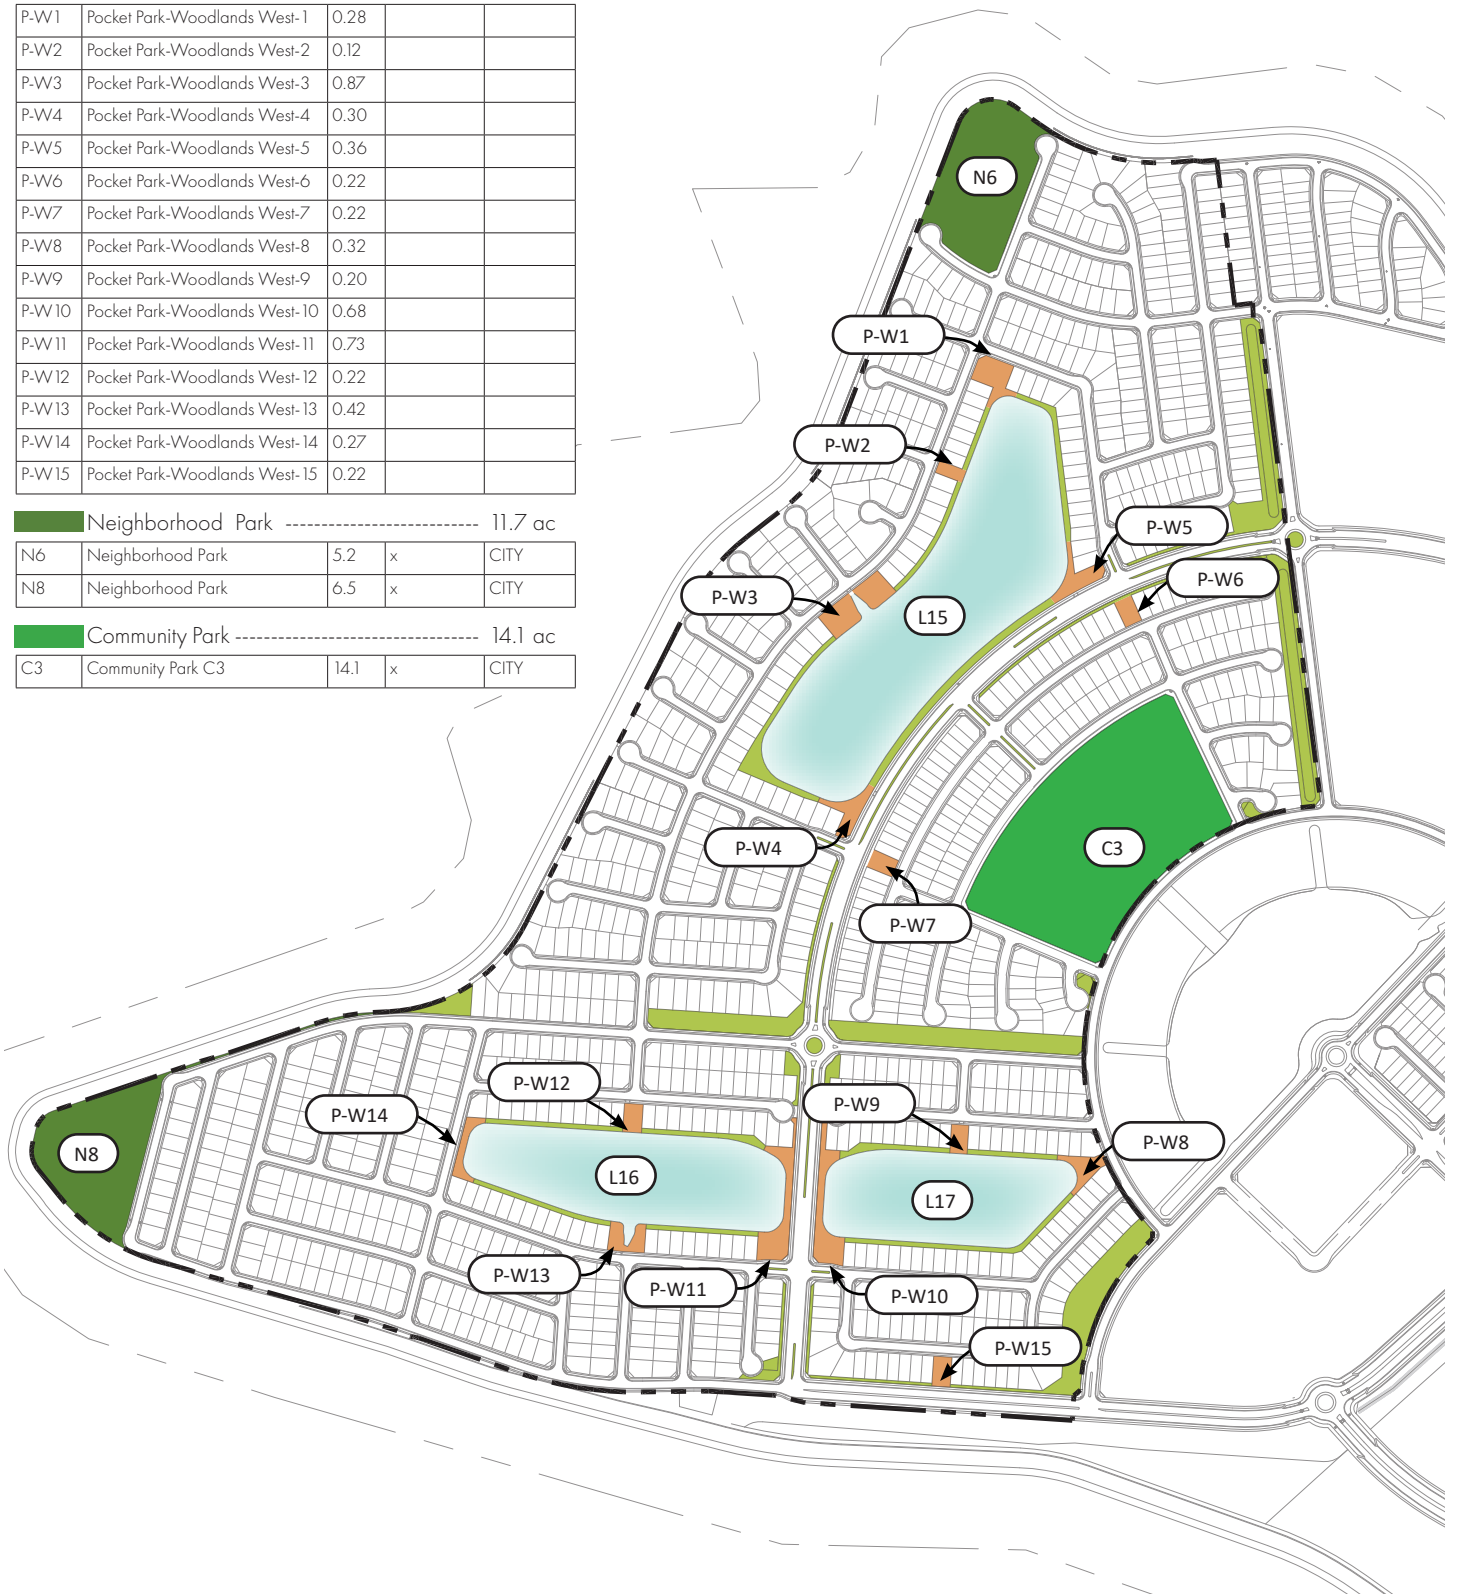 P-W1 Pocket Park-Woodlands West-1 0.28
P-W2 Pocket Park-Woodlands West-2 0.12
P-W3 Pocket Park-Woodlands West-3 0.87
P-W4 Pocket Park-Woodlands West-4 0.30
P-W5 Pocket Park-Woodlands West-5 0.36
P-W6 Pocket Park-Woodlands West-6 0.22
P-W7 Pocket Park-Woodlands West-7 0.22
P-W8 Pocket Park-Woodlands West-8 0.32
P-W9 Pocket Park-Woodlands West-9 0.20
P-W10 Pocket Park-Woodlands West-10 0.68
P-W11 Pocket Park-Woodlands West-11 0.73
P-W12 Pocket Park-Woodlands West-12 0.22
P-W13 Pocket Park-Woodlands West-13 0.42
P-W14 Pocket Park-Woodlands West-14 0.27
P-W15 Pocket Park-Woodlands West-15 0.22
Neighborhood Park ------------------------- 11.7 ac
N6 Neighborhood Park 5.2 x CITY
N8 Neighborhood Park 6.5 x CITY
Community Park ------------------------------- 14.1 ac
C3 Community Park C3 14.1 x CITY
N6
P-W1
P-W2
P-W5
P-W6
P-W3
L15
P-W4
C3
P-W7
P-W12
P-W14
P-W9
P-W8
N8
L16
L17
P-W13
P-W11
P-W10
P-W15